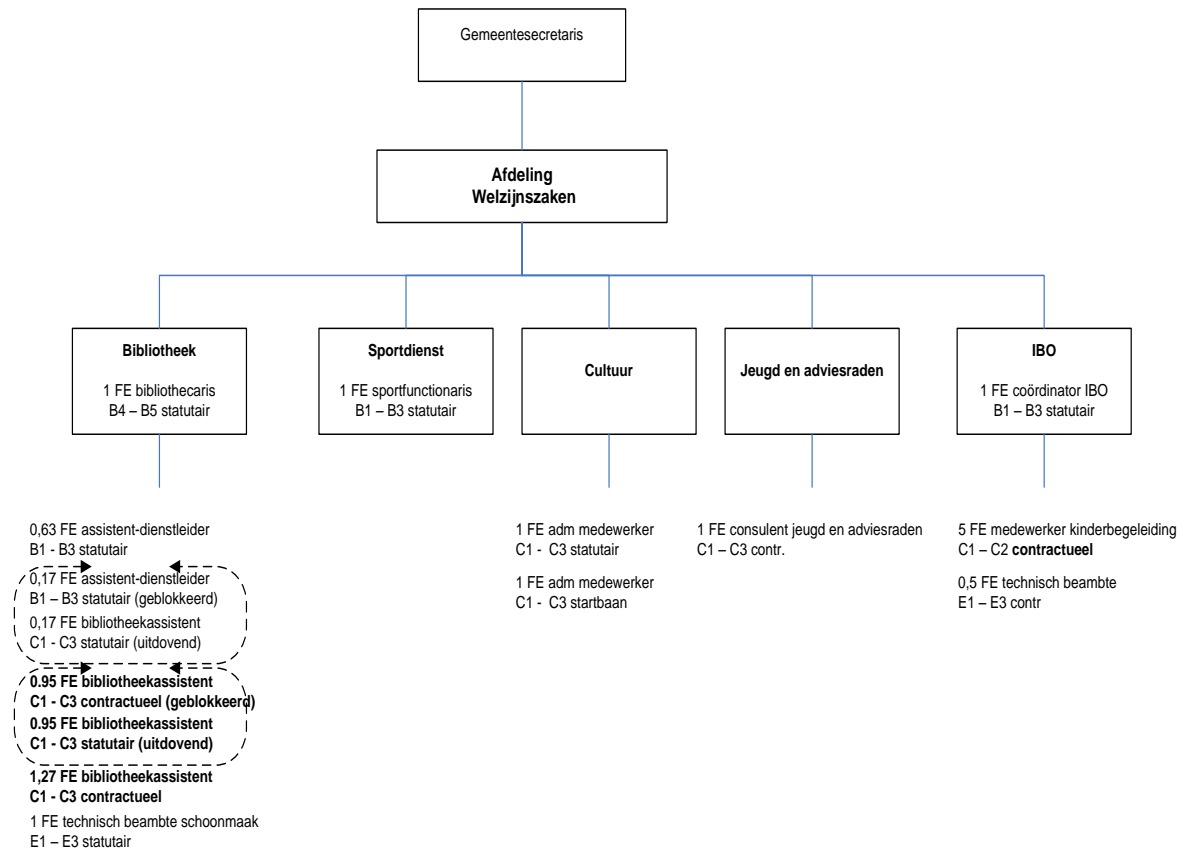 Gemeentesecretaris
Afdeling
Welzijnszaken
Bibliotheek
1 FE bibliothecaris
B4 – B5 statutair
Sportdienst
1 FE sportfunctionaris
B1 – B3 statutair
Cultuur
Jeugd en adviesraden
IBO
1 FE coördinator IBO
B1 – B3 statutair
0,63 FE assistent-dienstleider
B1 - B3 statutair
0,17 FE assistent-dienstleider
B1 – B3 statutair (geblokkeerd)
0,17 FE bibliotheekassistent
C1 - C3 statutair (uitdovend)
0.95 FE bibliotheekassistent
C1 - C3 contractueel (geblokkeerd)
0.95 FE bibliotheekassistent
C1 - C3 statutair (uitdovend)
1,27 FE bibliotheekassistent
C1 - C3 contractueel
1 FE technisch beambte schoonmaak
E1 – E3 statutair
1 FE adm medewerker
C1 - C3 statutair
1 FE adm medewerker
C1 - C3 startbaan
1 FE consulent jeugd en adviesraden
C1 – C3 contr.
5 FE medewerker kinderbegeleiding
C1 – C2 contractueel
0,5 FE technisch beambte
E1 – E3 contr